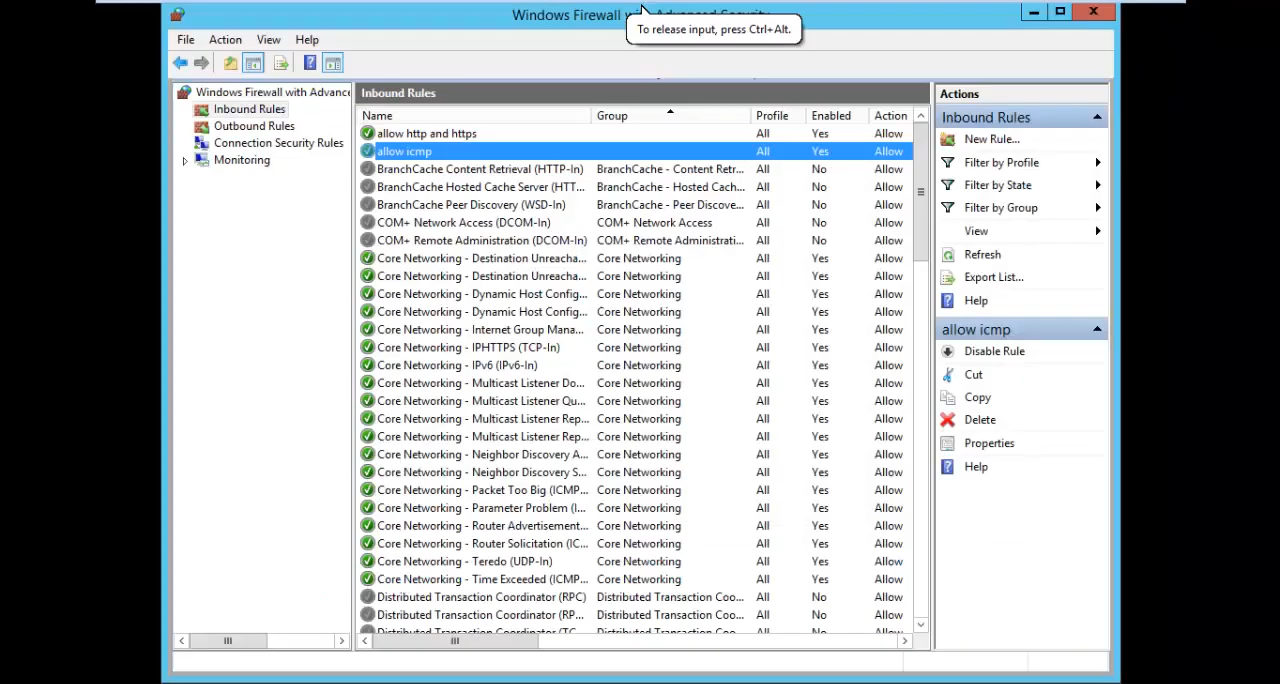 Windows Firewall with Advanced Security
To release input, press Ctrl+Alt.
File Action View Help
Windows Firewall with Advance
Inbound Rules
Outbound Rules
Connection Security Rules
Monitoring
Inbound Rules
Name Group Profile Enabled Action
allow http and https All Yes Allow
allow icmp All Yes Allow
BranchCache Content Retrieval (HTTP-In) BranchCache - Content Retr... All No Allow
BranchCache Hosted Cache Server (HTT... BranchCache - Hosted Cach... All No Allow
BranchCache Peer Discovery (WSD-In) BranchCache - Peer Discove... All No Allow
COM+ Network Access (DCOM-In) COM+ Network Access All No Allow
COM+ Remote Administration (DCOM-In) COM+ Remote Administrati... All No Allow
Core Networking - Destination Unreacha... Core Networking All Yes Allow
Core Networking - Destination Unreacha... Core Networking All Yes Allow
Core Networking - Dynamic Host Config... Core Networking All Yes Allow
Core Networking - Dynamic Host Config... Core Networking All Yes Allow
Core Networking - Internet Group Mana... Core Networking All Yes Allow
Core Networking - IPHTTPS (TCP-In) Core Networking All Yes Allow
Core Networking - IPv6 (IPv6-In) Core Networking All Yes Allow
Core Networking - Multicast Listener Do... Core Networking All Yes Allow
Core Networking - Multicast Listener Qu... Core Networking All Yes Allow
Core Networking - Multicast Listener Rep... Core Networking All Yes Allow
Core Networking - Multicast Listener Rep... Core Networking All Yes Allow
Core Networking - Neighbor Discovery A... Core Networking All Yes Allow
Core Networking - Neighbor Discovery S... Core Networking All Yes Allow
Core Networking - Packet Too Big (ICMP... Core Networking All Yes Allow
Core Networking - Parameter Problem (I... Core Networking All Yes Allow
Core Networking - Router Advertisement... Core Networking All Yes Allow
Core Networking - Router Solicitation (IC... Core Networking All Yes Allow
Core Networking - Teredo (UDP-In) Core Networking All Yes Allow
Core Networking - Time Exceeded (ICMP... Core Networking All Yes Allow
Distributed Transaction Coordinator (RPC) Distributed Transaction Coo... All No Allow
Distributed Transaction Coordinator (RP... Distributed Transaction Coo... All No Allow
Distributed Transaction Coordinator (TC... Distributed Transaction Coo... All No Allow
Actions
Inbound Rules
New Rule...
Filter by Profile
Filter by State
Filter by Group
View
Refresh
Export List...
Help
allow icmp
Disable Rule
Cut
Copy
Delete
Properties
Help